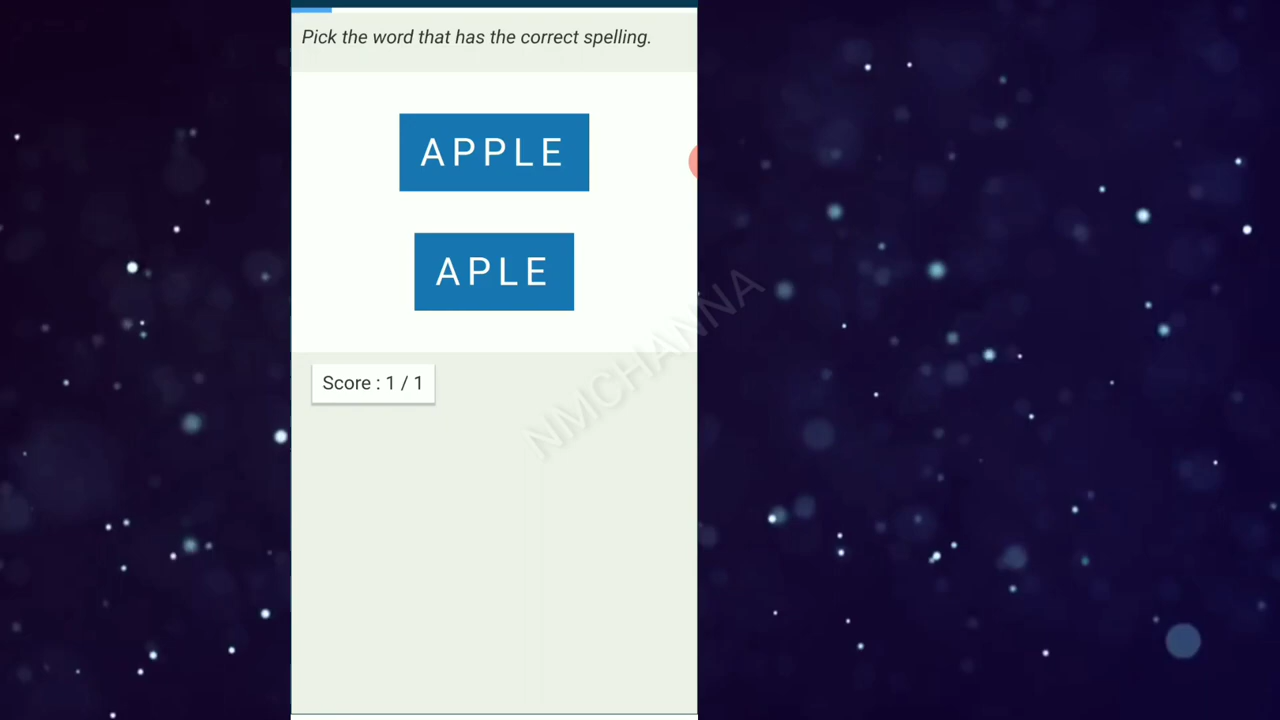 Pick the word that has the correct spelling.
APPLE
APLE
Score : 1 / 1
NMCHANNA